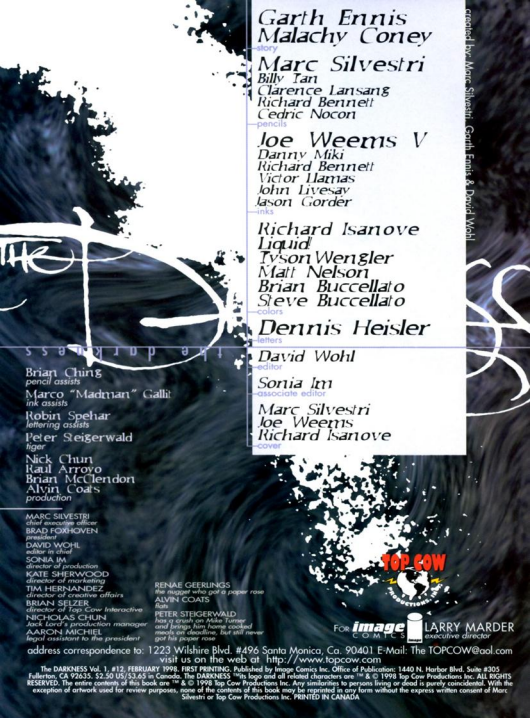 Garth Ennis
Malachy Coney
story
Marc Silvestri
Billy Tan
Clarence Lansang
Richard Bennett
Cedric Nocon
pencils
Joe Weems V
Danny Miki
Richard Bennett
Victor Llamas
John Livesay
Jason Gorder
inks
Richard Isanove
Liquid!
Tyson Wengler
Matt Nelson
Brian Buccellato
Steve Buccellato
colors
Dennis Heisler
letters
David Wohl
editor
Sonia Im
associate editor
Marc Silvestri
Joe Weems
Richard Isanove
cover
created by: Marc Silvestri, Garth Ennis & David Wohl
THE
the darkness
Brian Ching
pencil assists
Marco "Madman" Galli!
ink assists
Robin Spehar
lettering assists
Peter Steigerwald
tiger
Nick Chun
Raul Arroyo
Brian McClendon
Alvin Coats
production
MARC SILVESTRI
chief executive officer
BRAD FOXHOVEN
president
DAVID WOHL
editor in chief
SONIA IM
director of production
KATE SHERWOOD
director of marketing
TIM HERNANDEZ
director of creative affairs
BRIAN SELZER
director of Top Cow Interactive
NICHOLAS CHUN
Jack Lord's production manager
AARON MICHIEL
legal assistant to the president
RENAE GEERLINGS
the nugget who got a paper rose
ALVIN COATS
flats
PETER STEIGERWALD
has a crush on Mike Turner
and brings him home cooked
meals on deadline, but still never
got his paper rose
TOP COW
PRODUCTIONS, INC.
FOR image
COMICS
LARRY MARDER
executive director
address correspondence to: 1223 Wilshire Blvd. #496 Santa Monica, Ca. 90401 E-Mail: The TOPCOW@aol.com
visit us on the web at http://www.topcow.com
The DARKNESS Vol. 1, #12, FEBRUARY 1998. FIRST PRINTING. Published by Image Comics Inc. Office of Publication: 1440 N. Harbor Blvd. Suite #305
Fullerton, CA 92635. $2.50 US/$3.65 in Canada. The DARKNESS ™its logo and all related characters are ™ & © 1998 Top Cow Productions Inc. ALL RIGHTS
RESERVED. The entire contents of this book are ™ & © 1998 Top Cow Productions Inc. Any similarities to persons living or dead is purely coincidental. With the
exception of artwork used for review purposes, none of the contents of this book may be reprinted in any form without the express written consent of Marc
Silvestri or Top Cow Productions Inc. PRINTED IN CANADA